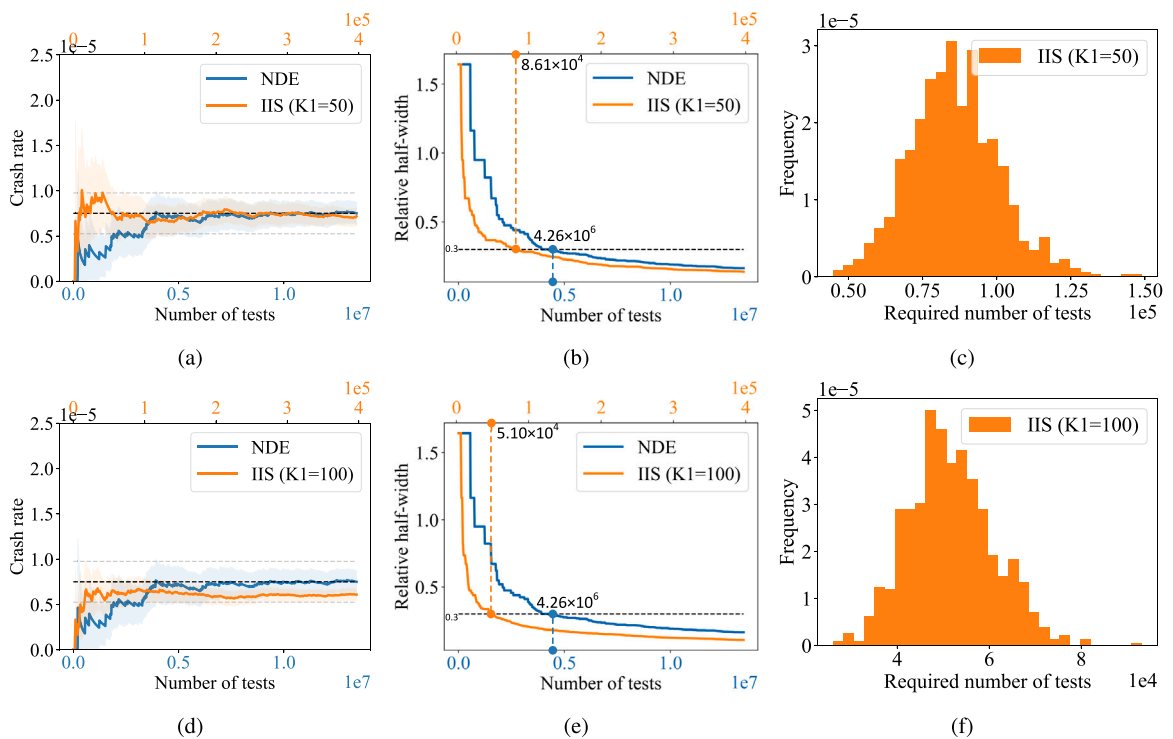 1e5
0 1 2 3 4
1e−5
2.5
2.0
1.5
1.0
0.5
0.0
Crash rate
NDE
IIS (K1=50)
0.0 0.5 1.0
Number of tests
1e7
(a)
1e5
0 1 2 3 4
8.61×10⁴
1.5
1.0
0.5
0.3
Relative half-width
NDE
IIS (K1=50)
4.26×10⁶
0.0 0.5 1.0
Number of tests
1e7
(b)
1e−5
3
2
1
0
Frequency
IIS (K1=50)
0.50 0.75 1.00 1.25 1.50
Required number of tests
1e5
(c)
1e5
0 1 2 3 4
1e−5
2.5
2.0
1.5
1.0
0.5
0.0
Crash rate
NDE
IIS (K1=100)
0.0 0.5 1.0
Number of tests
1e7
(d)
1e5
0 1 2 3 4
5.10×10⁴
1.5
1.0
0.5
0.3
Relative half-width
NDE
IIS (K1=100)
4.26×10⁶
0.0 0.5 1.0
Number of tests
1e7
(e)
1e−5
5
4
3
2
1
0
Frequency
IIS (K1=100)
4 6 8
Required number of tests
1e4
(f)